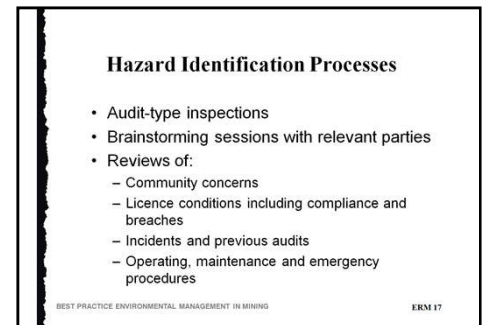 Hazard Identification Processes
• Audit-type inspections
• Brainstorming sessions with relevant parties
• Reviews of:
– Community concerns
– Licence conditions including compliance and
breaches
– Incidents and previous audits
– Operating, maintenance and emergency
procedures
BEST PRACTICE ENVIRONMENTAL MANAGEMENT IN MINING
ERM 17